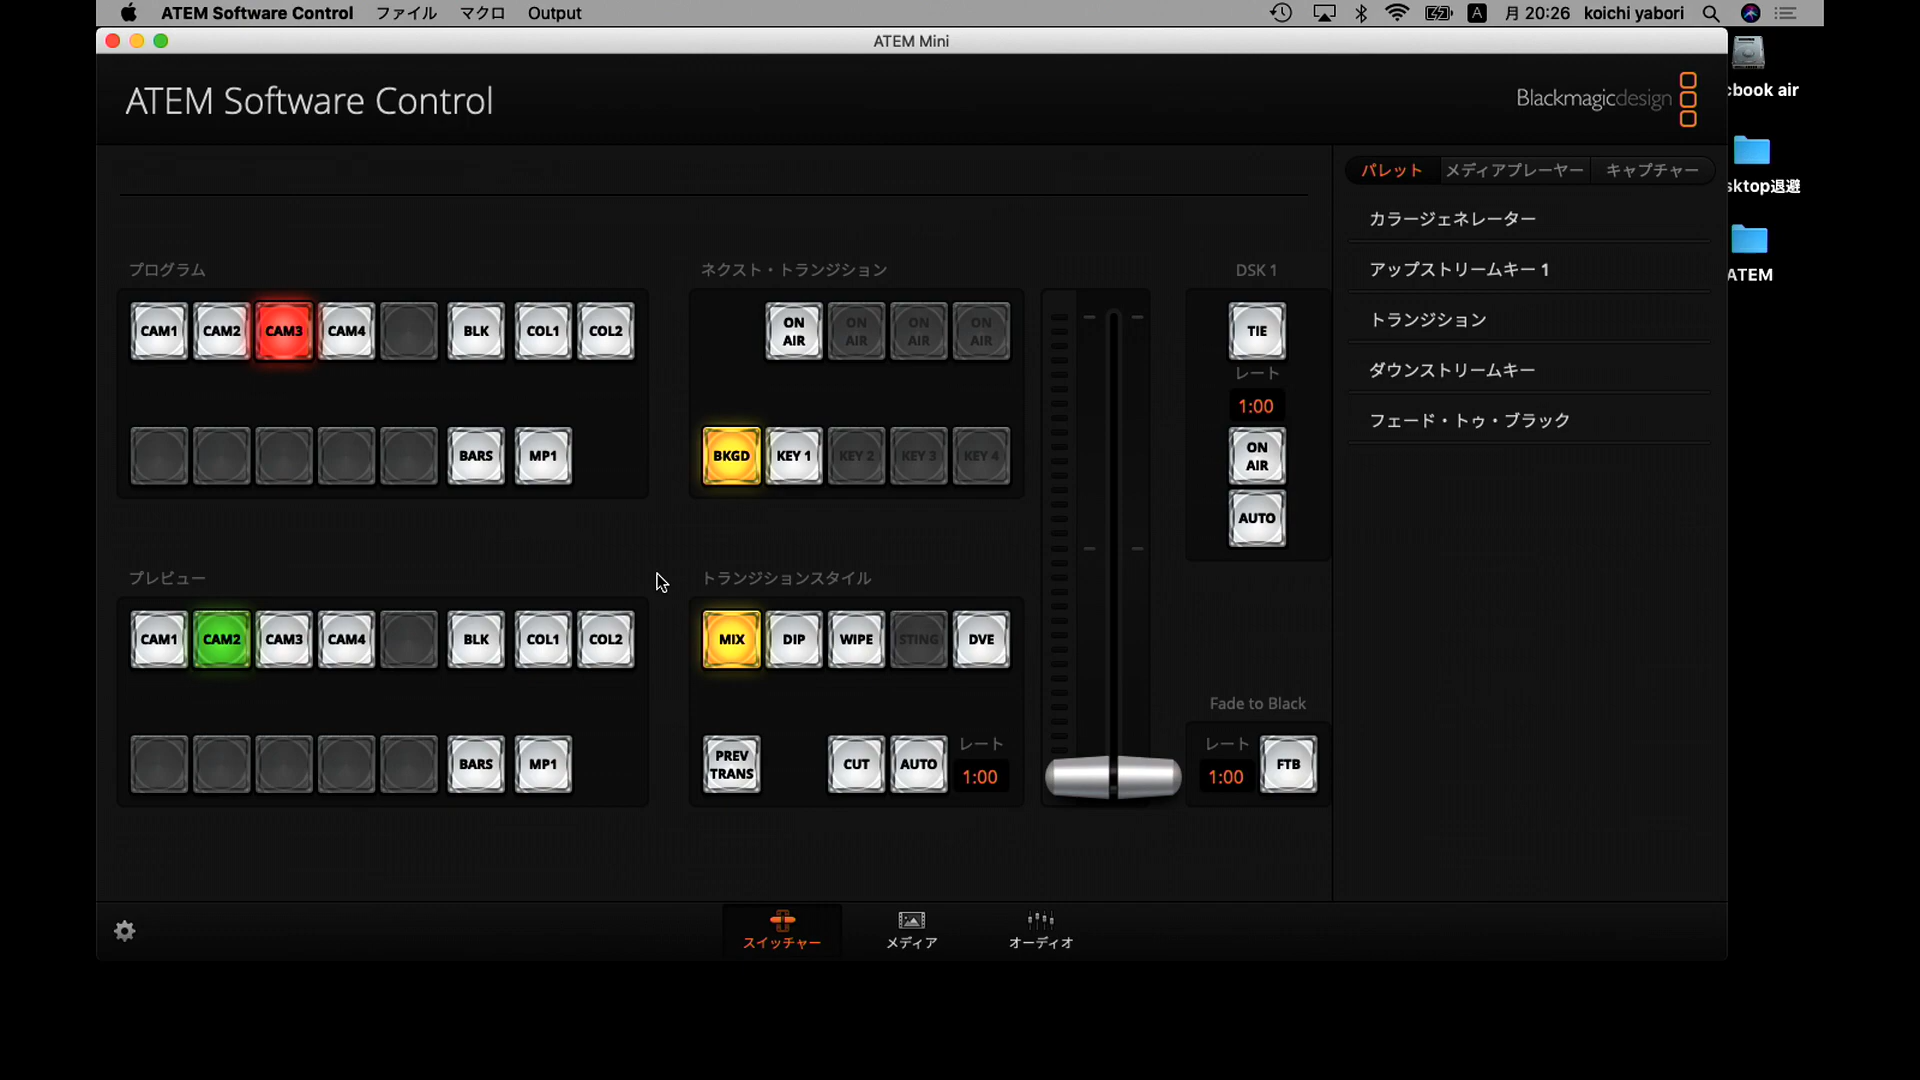 ATEM Software Control ファイル マクロ Output A 月 20:26 koichi yabori
ATEM Mini
ATEM Software Control
Blackmagicdesign
cbook air
sktop退避
ATEM
パレット メディアプレーヤー キャプチャー
カラージェネレーター
アップストリームキー 1
トランジション
ダウンストリームキー
フェード・トゥ・ブラック
プログラム
CAM1 CAM2 CAM3 CAM4 BLK COL1 COL2
BARS MP1
ネクスト・トランジション
ON AIR ON AIR ON AIR ON AIR
BKGD KEY 1 KEY 2 KEY 3 KEY 4
DSK 1
TIE
レート
1:00
ON AIR
AUTO
プレビュー
CAM1 CAM2 CAM3 CAM4 BLK COL1 COL2
BARS MP1
トランジションスタイル
MIX DIP WIPE STING DVE
PREV TRANS CUT AUTO レート
1:00
Fade to Black
レート
1:00 FTB
スイッチャー メディア オーディオ